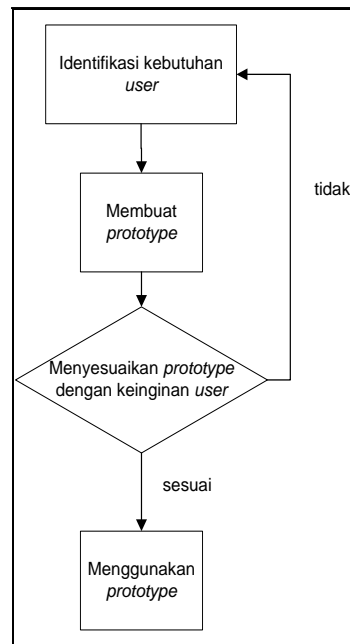 Identifikasi kebutuhan
user
tidak
Membuat
prototype
Menyesuaikan prototype
dengan keinginan user
sesuai
Menggunakan
prototype